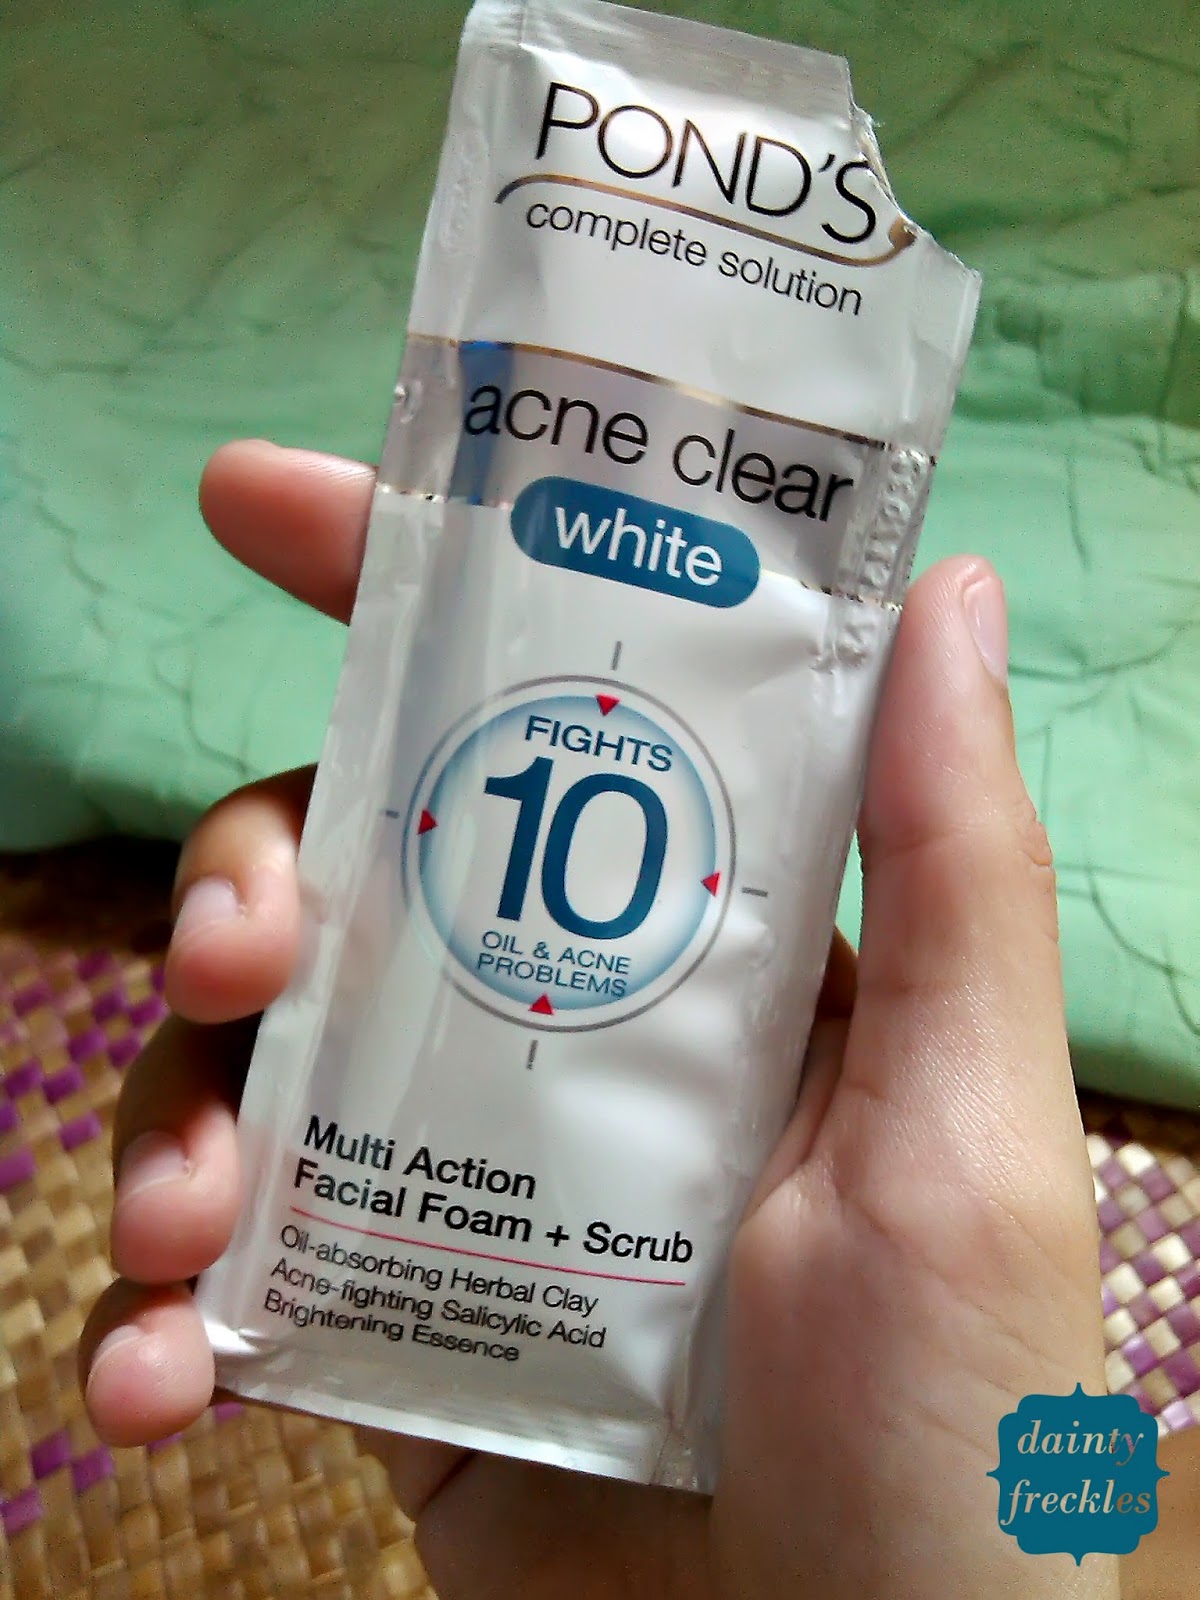 POND'S
complete solution
acne clear
white
FIGHTS
10
OIL & ACNE
PROBLEMS
Multi Action
Facial Foam + Scrub
Oil-absorbing Herbal Clay
Acne-fighting Salicylic Acid
Brightening Essence
dainty
freckles